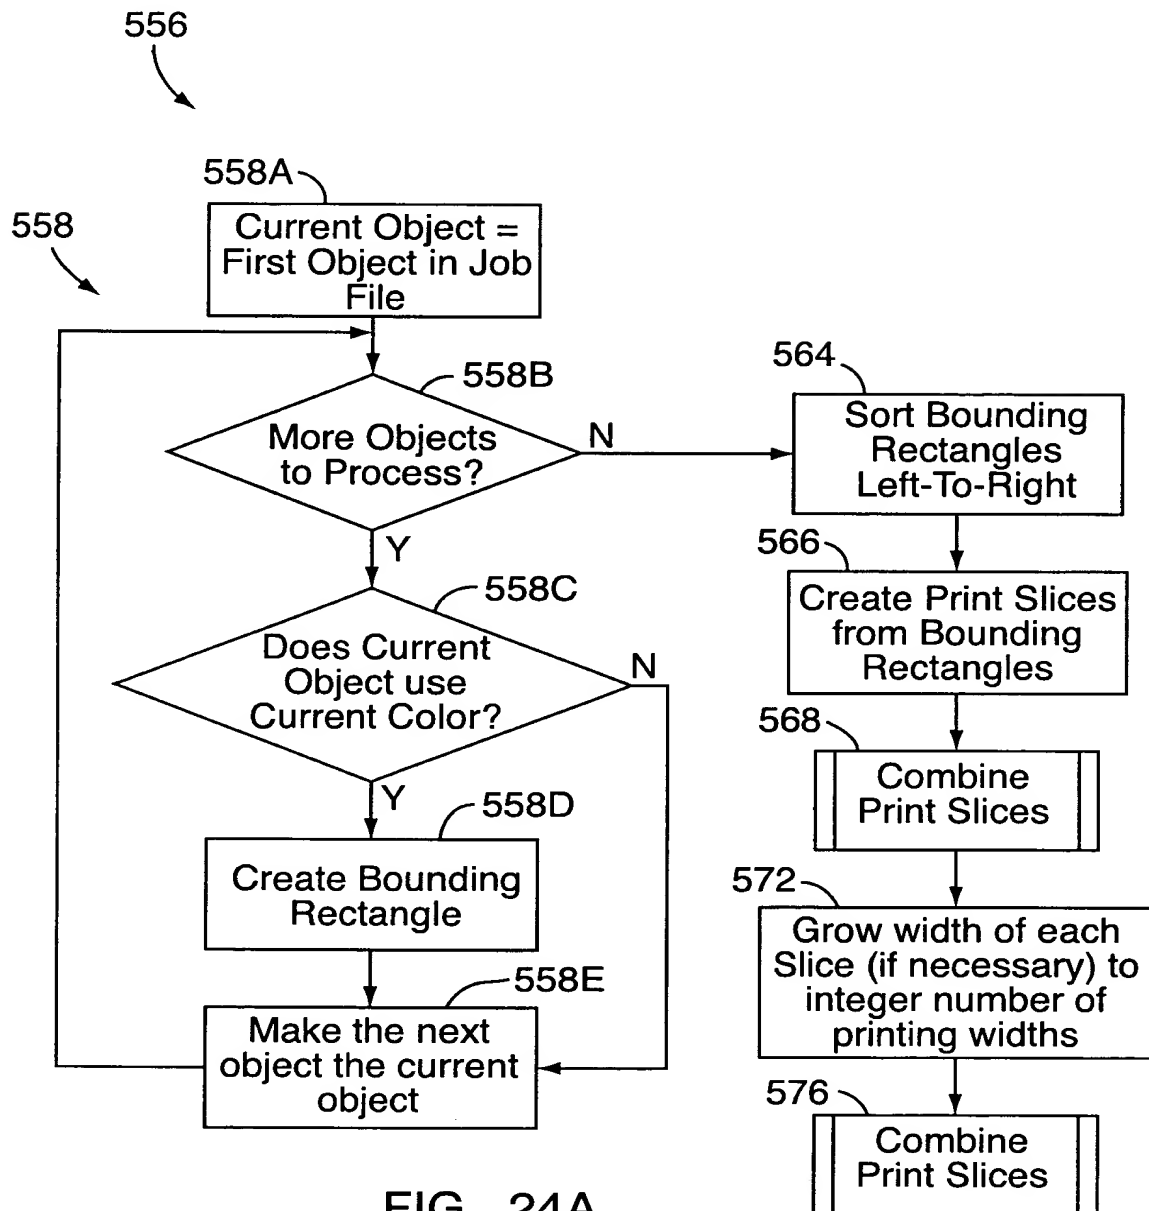 556
558A
558
Current Object =
First Object in Job
File
558B
More Objects
to Process?
N
Y
558C
Does Current
Object use
Current Color?
N
Y
558D
Create Bounding
Rectangle
558E
Make the next
object the current
object
564
Sort Bounding
Rectangles
Left-To-Right
566
Create Print Slices
from Bounding
Rectangles
568
Combine
Print Slices
572
Grow width of each
Slice (if necessary) to
integer number of
printing widths
576
Combine
Print Slices
FIG. 24A